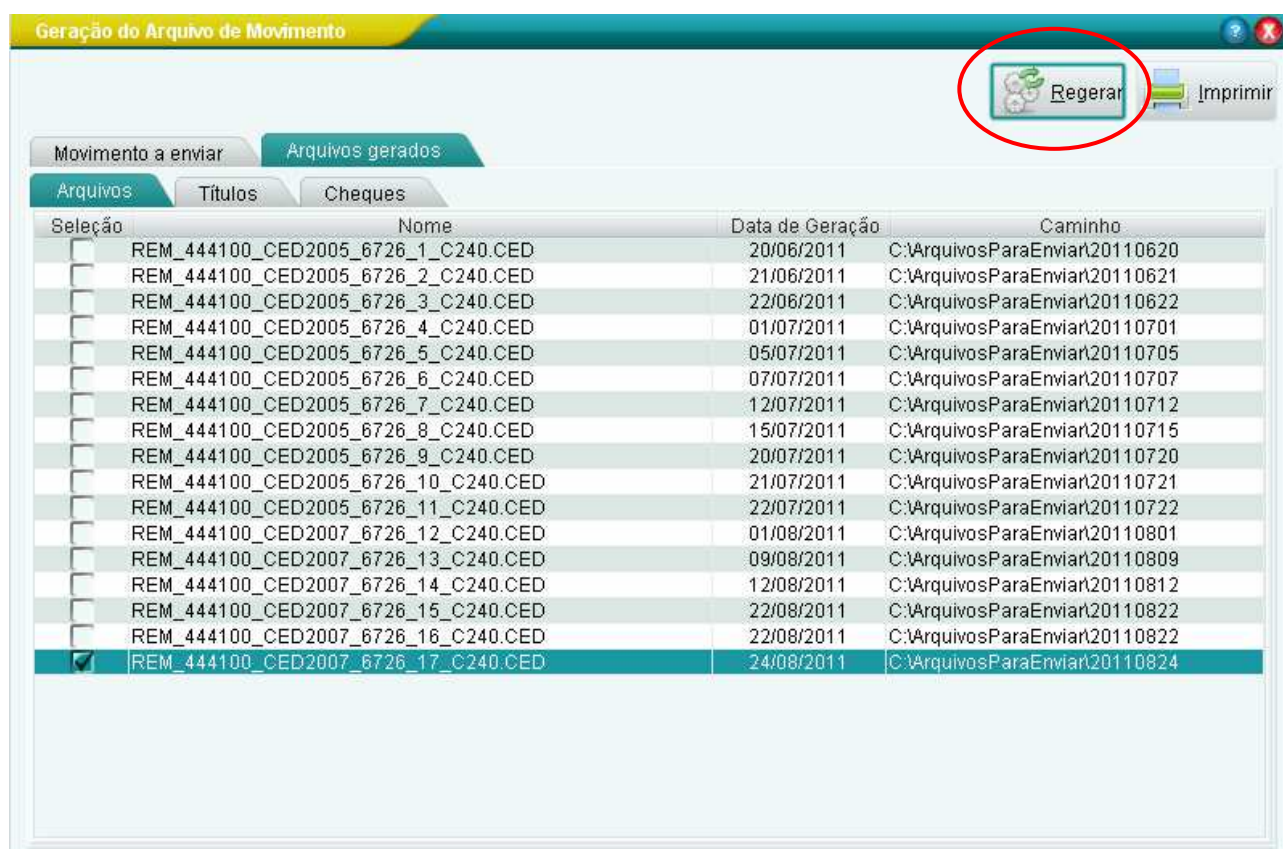 Geração do Arquivo de Movimento
Regerar Imprimir
Movimento a enviar Arquivos gerados
Arquivos Títulos Cheques
Seleção Nome Data de Geração Caminho
REM_444100_CED2005_6726_1_C240.CED 20/06/2011 C:\ArquivosParaEnviar\20110620
REM_444100_CED2005_6726_2_C240.CED 21/06/2011 C:\ArquivosParaEnviar\20110621
REM_444100_CED2005_6726_3_C240.CED 22/06/2011 C:\ArquivosParaEnviar\20110622
REM_444100_CED2005_6726_4_C240.CED 01/07/2011 C:\ArquivosParaEnviar\20110701
REM_444100_CED2005_6726_5_C240.CED 05/07/2011 C:\ArquivosParaEnviar\20110705
REM_444100_CED2005_6726_6_C240.CED 07/07/2011 C:\ArquivosParaEnviar\20110707
REM_444100_CED2005_6726_7_C240.CED 12/07/2011 C:\ArquivosParaEnviar\20110712
REM_444100_CED2005_6726_8_C240.CED 15/07/2011 C:\ArquivosParaEnviar\20110715
REM_444100_CED2005_6726_9_C240.CED 20/07/2011 C:\ArquivosParaEnviar\20110720
REM_444100_CED2005_6726_10_C240.CED 21/07/2011 C:\ArquivosParaEnviar\20110721
REM_444100_CED2005_6726_11_C240.CED 22/07/2011 C:\ArquivosParaEnviar\20110722
REM_444100_CED2007_6726_12_C240.CED 01/08/2011 C:\ArquivosParaEnviar\20110801
REM_444100_CED2007_6726_13_C240.CED 09/08/2011 C:\ArquivosParaEnviar\20110809
REM_444100_CED2007_6726_14_C240.CED 12/08/2011 C:\ArquivosParaEnviar\20110812
REM_444100_CED2007_6726_15_C240.CED 22/08/2011 C:\ArquivosParaEnviar\20110822
REM_444100_CED2007_6726_16_C240.CED 22/08/2011 C:\ArquivosParaEnviar\20110822
REM_444100_CED2007_6726_17_C240.CED 24/08/2011 C:\ArquivosParaEnviar\20110824